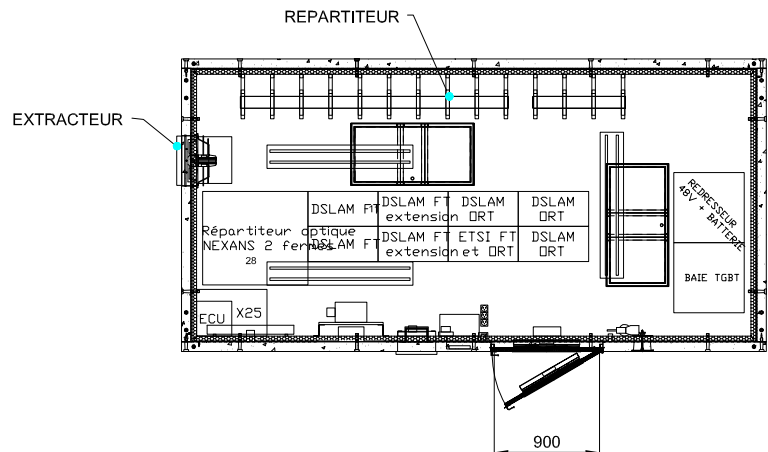 REPARTITEUR
EXTRACTEUR
DSLAM FT
DSLAM FT
extension
DSLAM
ORT
DSLAM
ORT
Répartiteur optique
NEXANS 2 fermes
28
DSLAM FT
DSLAM FT
extension
ETSI FT
et ORT
DSLAM
ORT
REDRESSEUR
48V + BATTERIE
BAIE TGBT
ECU
X25
900